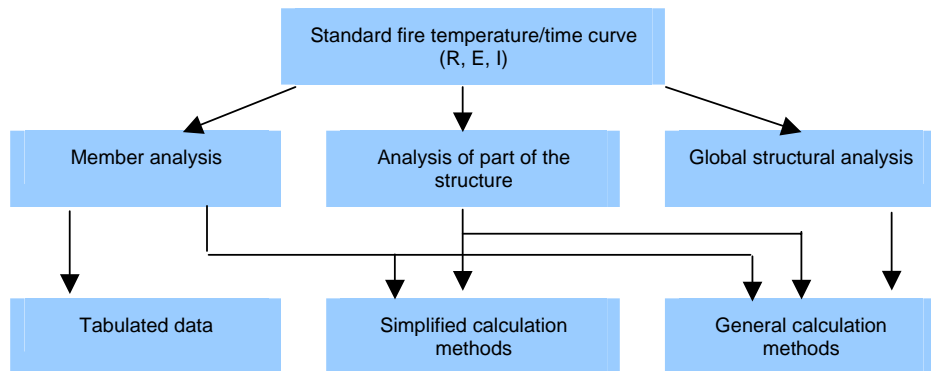 Standard fire temperature/time curve
(R, E, I)
Member analysis
Analysis of part of the
structure
Global structural analysis
Tabulated data
Simplified calculation
methods
General calculation
methods